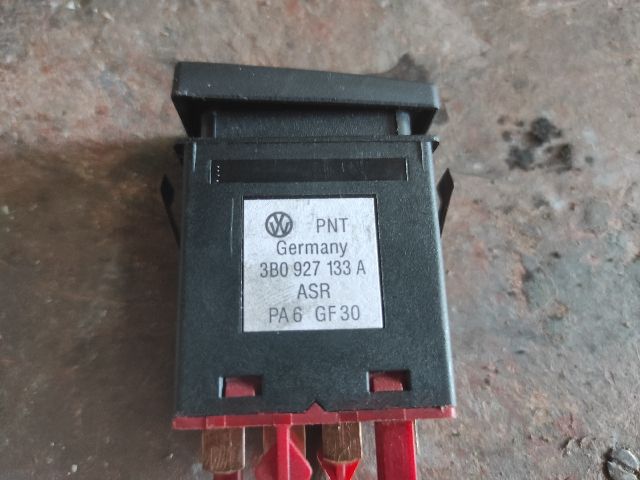 PNT
Germany
3B0 927 133 A
ASR
PA6 GF30